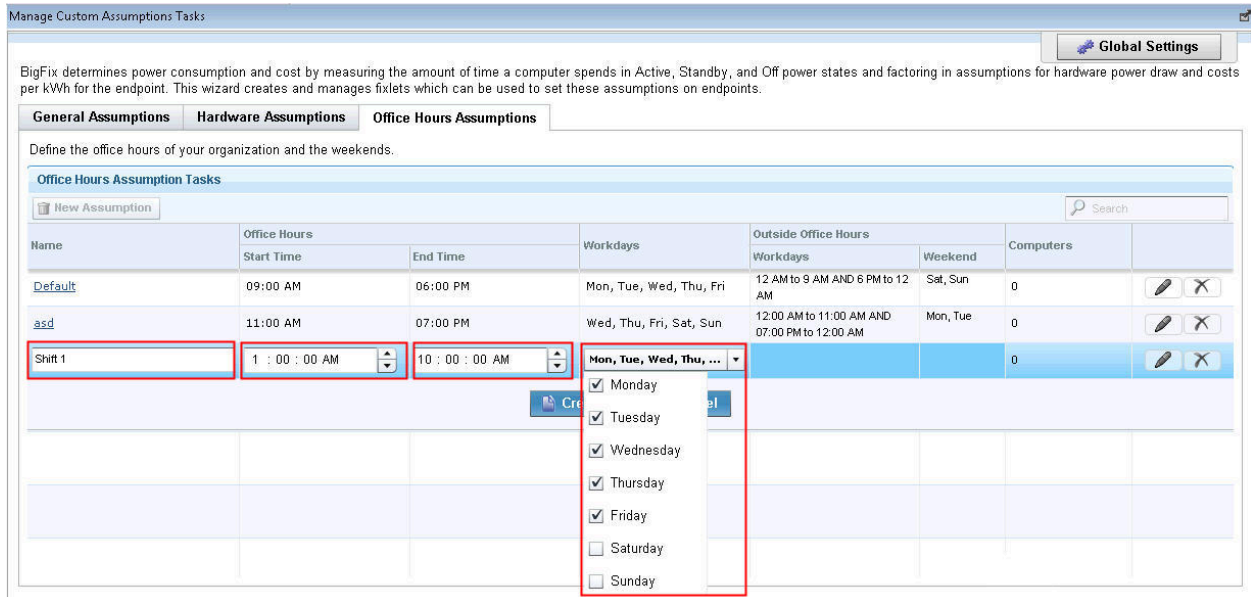 Manage Custom Assumptions Tasks
Global Settings
BigFix determines power consumption and cost by measuring the amount of time a computer spends in Active, Standby, and Off power states and factoring in assumptions for hardware power draw and costs
per kWh for the endpoint. This wizard creates and manages fixlets which can be used to set these assumptions on endpoints.
General Assumptions Hardware Assumptions Office Hours Assumptions
Define the office hours of your organization and the weekends.
Office Hours Assumption Tasks
New Assumption Search
Name Office Hours Workdays Outside Office Hours Computers
Start Time End Time Workdays Weekend
Default 09:00 AM 06:00 PM Mon, Tue, Wed, Thu, Fri 12 AM to 9 AM AND 6 PM to 12 AM Sat, Sun 0
asd 11:00 AM 07:00 PM Wed, Thu, Fri, Sat, Sun 12:00 AM to 11:00 AM AND 07:00 PM to 12:00 AM Mon, Tue 0
Shift 1 1 : 00 : 00 AM 10 : 00 : 00 AM Mon, Tue, Wed, Thu, ... 0
Monday
Cre el
Tuesday
Wednesday
Thursday
Friday
Saturday
Sunday